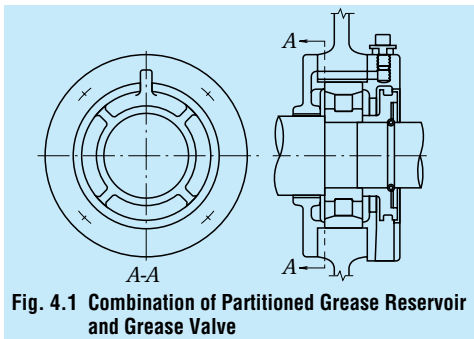 A
A
A-A
Fig. 4.1 Combination of Partitioned Grease Reservoir
and Grease Valve